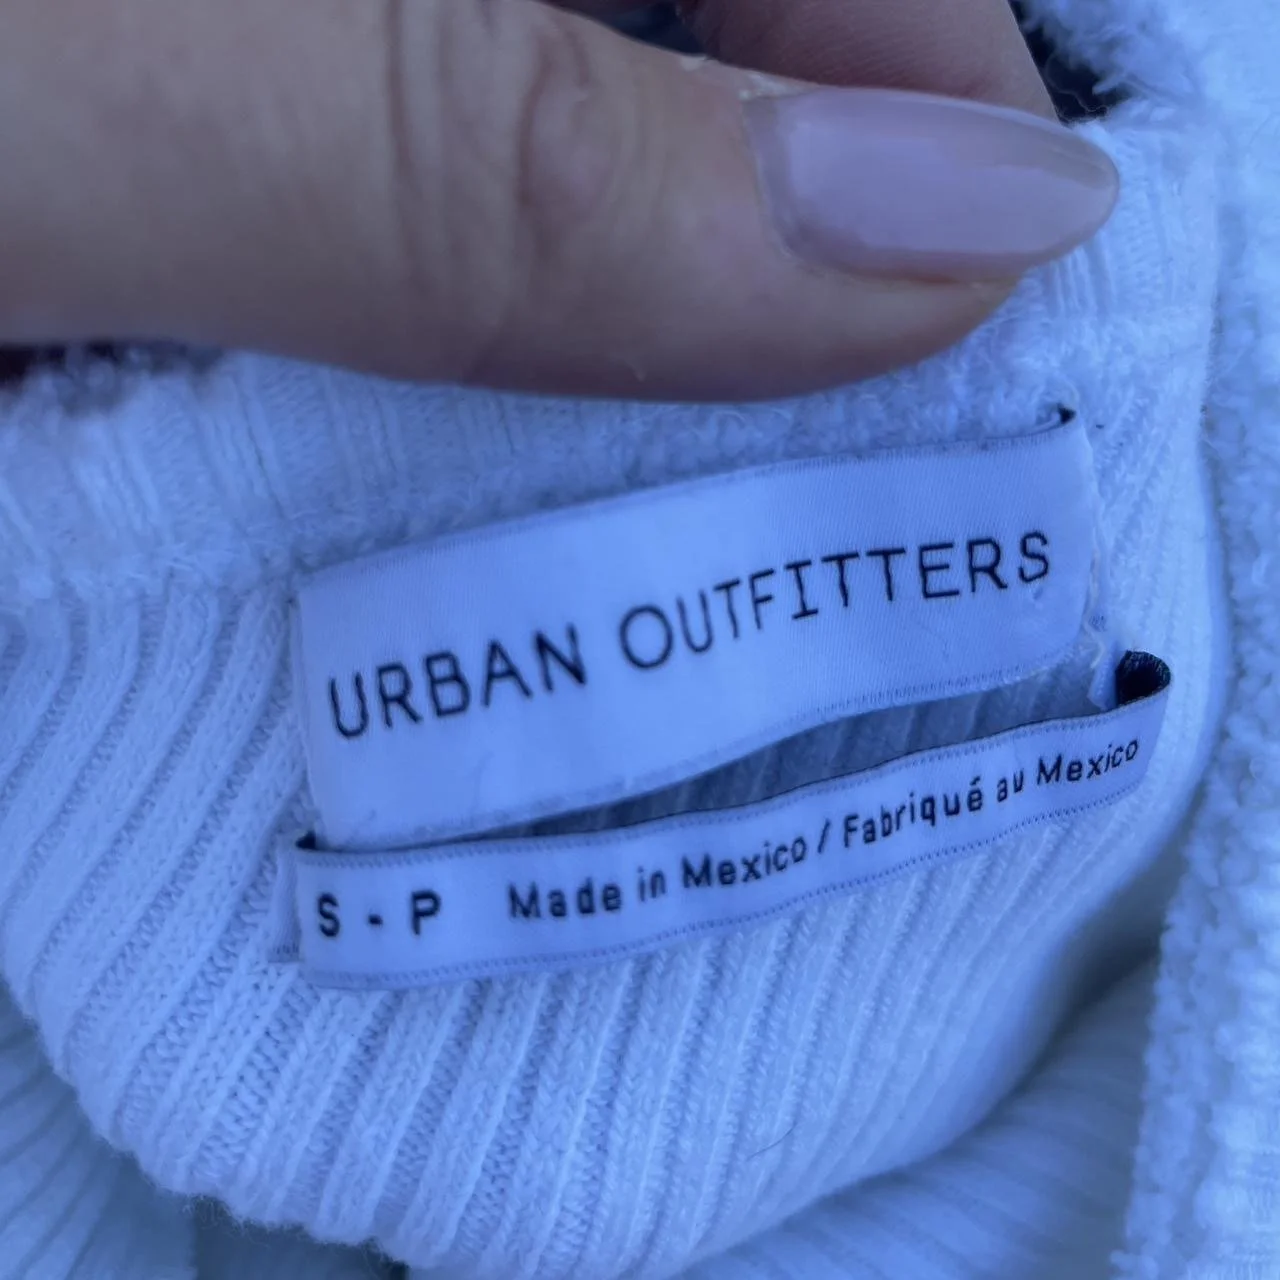 URBAN OUTFITTERS
S - P Made in Mexico / Fabriqué au Mexico